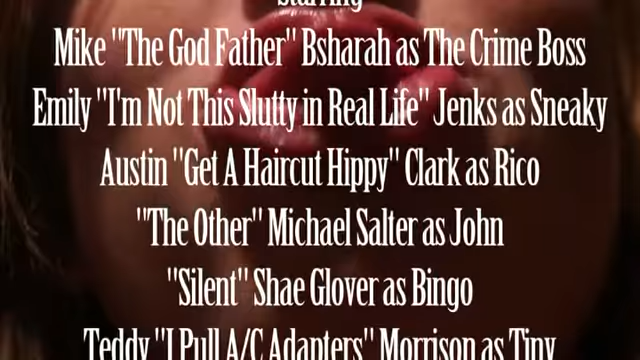 Starring
Mike "The God Father" Bsharah as The Crime Boss
Emily "I'm Not This Slutty in Real Life" Jenks as Sneaky
Austin "Get A Haircut Hippy" Clark as Rico
"The Other" Michael Salter as John
"Silent" Shae Glover as Bingo
Teddy "I Pull A/C Adapters" Morrison as Tiny